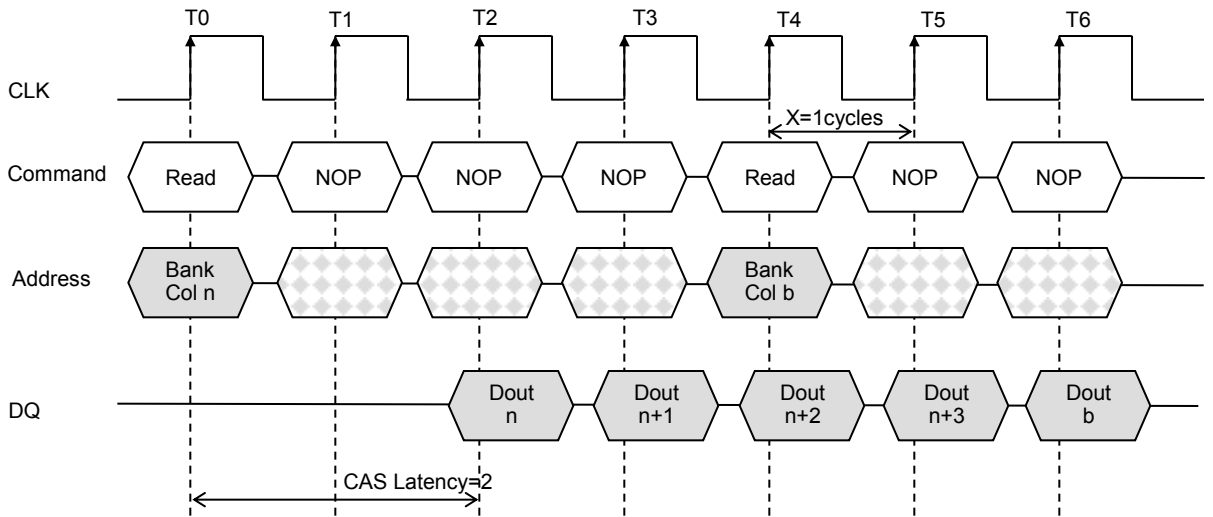 T0 T1 T2 T3 T4 T5 T6
CLK
X=1cycles
Command Read NOP NOP NOP Read NOP NOP
Address
Bank
Col n
Bank
Col b
DQ
Dout
n
Dout
n+1
Dout
n+2
Dout
n+3
Dout
b
CAS Latency=2